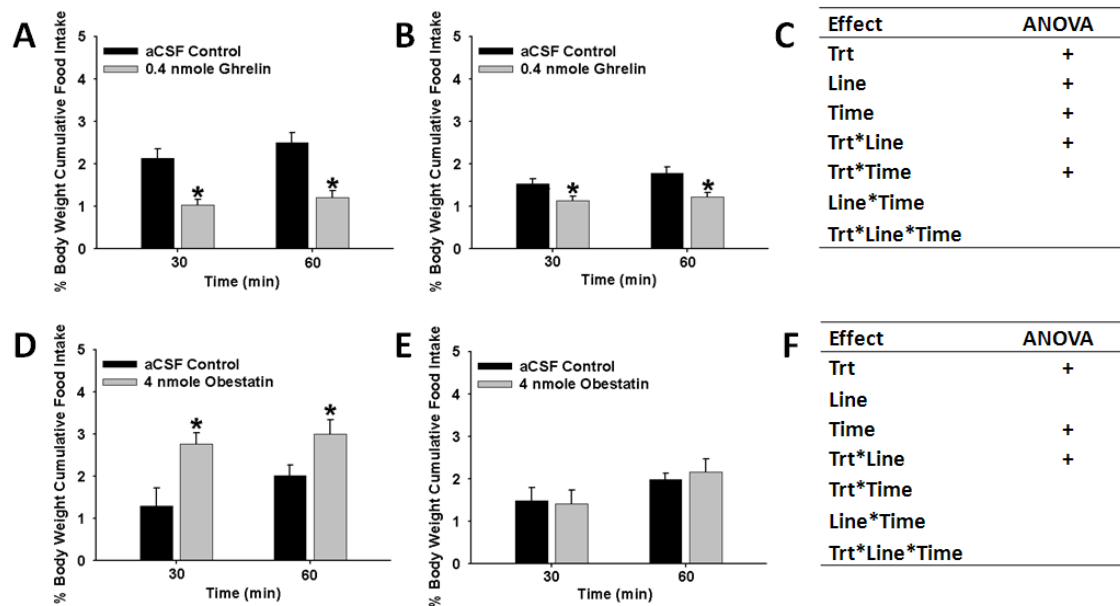 A
% Body Weight Cumulative Food Intake
5
4
3
2
1
0
aCSF Control
0.4 nmole Ghrelin
*
*
30
60
Time (min)
B
% Body Weight Cumulative Food Intake
5
4
3
2
1
0
aCSF Control
0.4 nmole Ghrelin
*
*
30
60
Time (min)
C
Effect ANOVA
Trt +
Line +
Time +
Trt*Line +
Trt*Time +
Line*Time
Trt*Line*Time
D
% Body Weight Cumulative Food Intake
5
4
3
2
1
0
aCSF Control
4 nmole Obestatin
*
*
30
60
Time (min)
E
% Body Weight Cumulative Food Intake
5
4
3
2
1
0
aCSF Control
4 nmole Obestatin
30
60
Time (min)
F
Effect ANOVA
Trt +
Line
Time +
Trt*Line +
Trt*Time
Line*Time
Trt*Line*Time